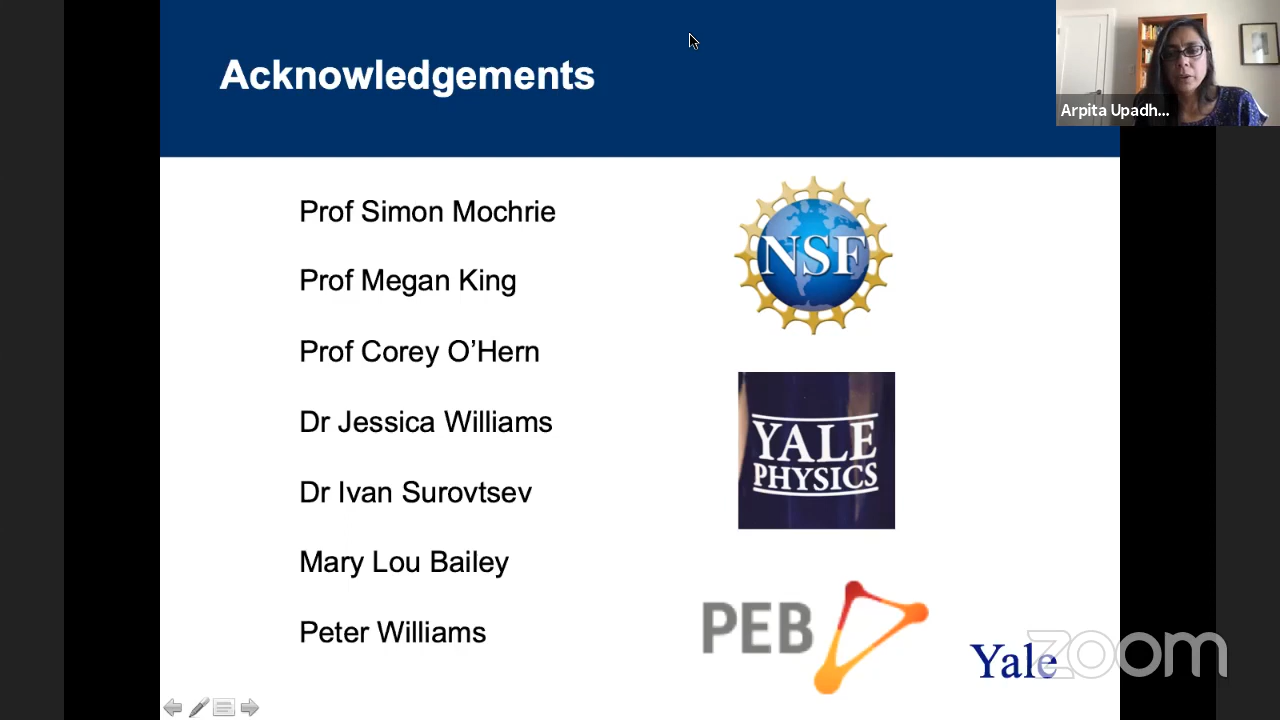 Acknowledgements
Arpita Upadh...
Prof Simon Mochrie
Prof Megan King
Prof Corey O’Hern
Dr Jessica Williams
Dr Ivan Surovtsev
Mary Lou Bailey
Peter Williams
NSF
YALE
PHYSICS
PEB
Yale
zoom